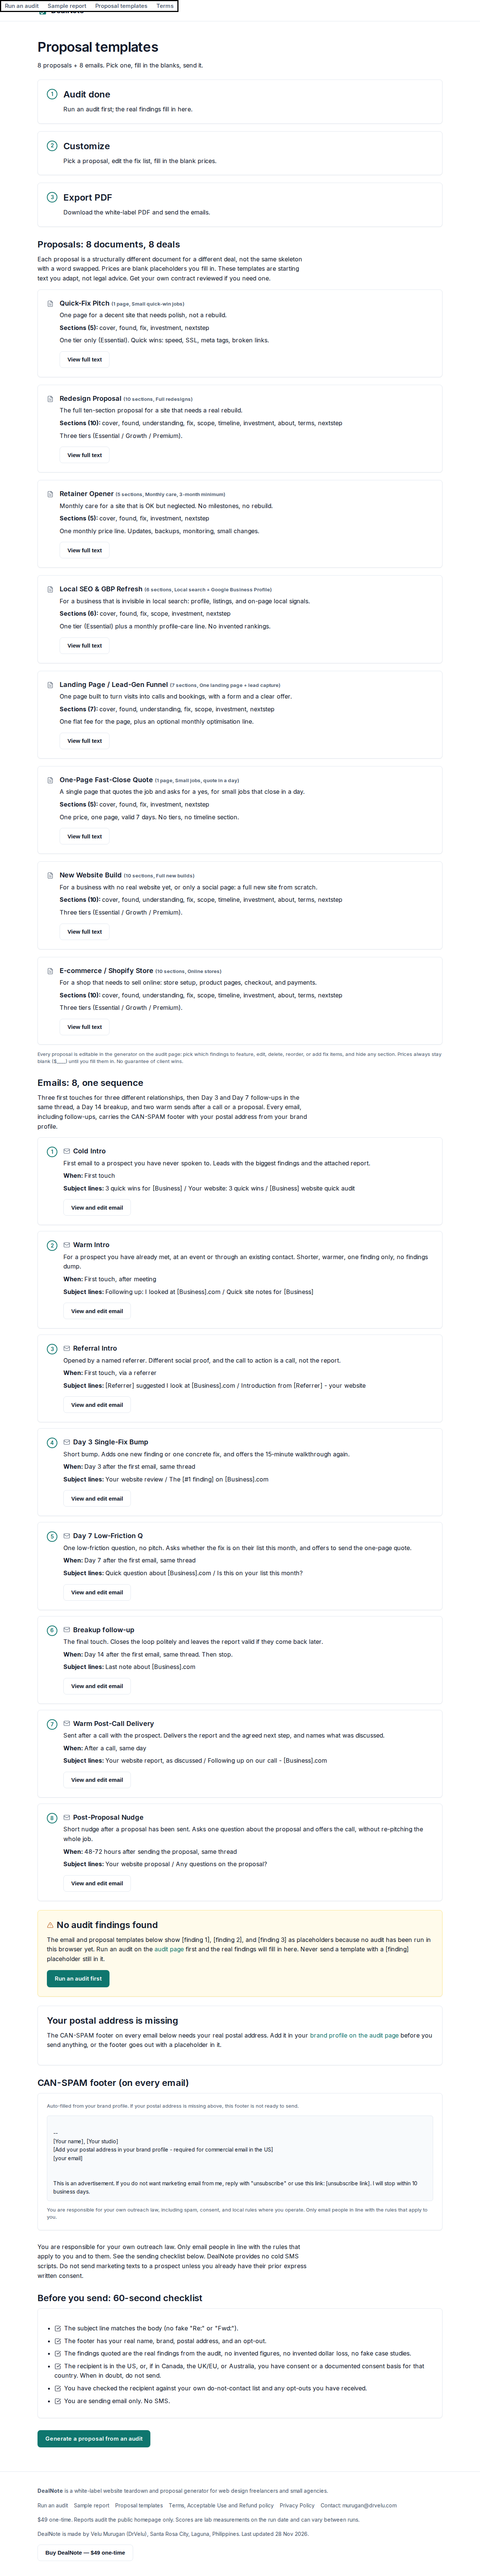 Run an audit Sample report Proposal templates Terms
Proposal templates
8 proposals + 8 emails. Pick one, fill in the blanks, send it.
1
Audit done
Run an audit first; the real findings fill in here.
2
Customize
Pick a proposal, edit the fix list, fill in the blank prices.
3
Export PDF
Download the white-label PDF and send the emails.
Proposals: 8 documents, 8 deals
Each proposal is a structurally different document for a different deal, not the same skeleton
with a word swapped. Prices are blank placeholders you fill in. These templates are starting
text you adapt, not legal advice. Get your own contract reviewed if you need one.
Quick-Fix Pitch (1 page, Small quick-win jobs)
One page for a decent site that needs polish, not a rebuild.
Sections (5): cover, found, fix, investment, nextstep
One tier only (Essential). Quick wins: speed, SSL, meta tags, broken links.
View full text
Redesign Proposal (10 sections, Full redesigns)
The full ten-section proposal for a site that needs a real rebuild.
Sections (10): cover, found, understanding, fix, scope, timeline, investment, about, terms, nextstep
Three tiers (Essential / Growth / Premium).
View full text
Retainer Opener (5 sections, Monthly care, 3-month minimum)
Monthly care for a site that is OK but neglected. No milestones, no rebuild.
Sections (5): cover, found, fix, investment, nextstep
One monthly price line. Updates, backups, monitoring, small changes.
View full text
Local SEO & GBP Refresh (6 sections, Local search + Google Business Profile)
For a business that is invisible in local search: profile, listings, and on-page local signals.
Sections (6): cover, found, fix, scope, investment, nextstep
One tier (Essential) plus a monthly profile-care line. No invented rankings.
View full text
Landing Page / Lead-Gen Funnel (7 sections, One landing page + lead capture)
One page built to turn visits into calls and bookings, with a form and a clear offer.
Sections (7): cover, found, understanding, fix, scope, investment, nextstep
One flat fee for the page, plus an optional monthly optimisation line.
View full text
One-Page Fast-Close Quote (1 page, Small jobs, quote in a day)
A single page that quotes the job and asks for a yes, for small jobs that close in a day.
Sections (5): cover, found, fix, investment, nextstep
One price, one page, valid 7 days. No tiers, no timeline section.
View full text
New Website Build (10 sections, Full new builds)
For a business with no real website yet, or only a social page: a full new site from scratch.
Sections (10): cover, found, understanding, fix, scope, timeline, investment, about, terms, nextstep
Three tiers (Essential / Growth / Premium).
View full text
E-commerce / Shopify Store (10 sections, Online stores)
For a shop that needs to sell online: store setup, product pages, checkout, and payments.
Sections (10): cover, found, understanding, fix, scope, timeline, investment, about, terms, nextstep
Three tiers (Essential / Growth / Premium).
View full text
Every proposal is editable in the generator on the audit page: pick which findings to feature, edit, delete, reorder, or add fix items, and hide any section. Prices always stay
blank ($____) until you fill them in. No guarantee of client wins.
Emails: 8, one sequence
Three first touches for three different relationships, then Day 3 and Day 7 follow-ups in the
same thread, a Day 14 breakup, and two warm sends after a call or a proposal. Every email,
including follow-ups, carries the CAN-SPAM footer with your postal address from your brand
profile.
1
Cold Intro
First email to a prospect you have never spoken to. Leads with the biggest findings and the attached report.
When: First touch
Subject lines: 3 quick wins for [Business] / Your website: 3 quick wins / [Business] website quick audit
View and edit email
2
Warm Intro
For a prospect you have already met, at an event or through an existing contact. Shorter, warmer, one finding only, no findings
dump.
When: First touch, after meeting
Subject lines: Following up: I looked at [Business].com / Quick site notes for [Business]
View and edit email
3
Referral Intro
Opened by a named referrer. Different social proof, and the call to action is a call, not the report.
When: First touch, via a referrer
Subject lines: [Referrer] suggested I look at [Business].com / Introduction from [Referrer] - your website
View and edit email
4
Day 3 Single-Fix Bump
Short bump. Adds one new finding or one concrete fix, and offers the 15-minute walkthrough again.
When: Day 3 after the first email, same thread
Subject lines: Your website review / The [#1 finding] on [Business].com
View and edit email
5
Day 7 Low-Friction Q
One low-friction question, no pitch. Asks whether the fix is on their list this month, and offers to send the one-page quote.
When: Day 7 after the first email, same thread
Subject lines: Quick question about [Business].com / Is this on your list this month?
View and edit email
6
Breakup follow-up
The final touch. Closes the loop politely and leaves the report valid if they come back later.
When: Day 14 after the first email, same thread. Then stop.
Subject lines: Last note about [Business].com
View and edit email
7
Warm Post-Call Delivery
Sent after a call with the prospect. Delivers the report and the agreed next step, and names what was discussed.
When: After a call, same day
Subject lines: Your website report, as discussed / Following up on our call - [Business].com
View and edit email
8
Post-Proposal Nudge
Short nudge after a proposal has been sent. Asks one question about the proposal and offers the call, without re-pitching the
whole job.
When: 48-72 hours after sending the proposal, same thread
Subject lines: Your website proposal / Any questions on the proposal?
View and edit email
No audit findings found
The email and proposal templates below show [finding 1], [finding 2], and [finding 3] as placeholders because no audit has been run in
this browser yet. Run an audit on the audit page first and the real findings will fill in here. Never send a template with a [finding]
placeholder still in it.
Run an audit first
Your postal address is missing
The CAN-SPAM footer on every email below needs your real postal address. Add it in your brand profile on the audit page before you
send anything, or the footer goes out with a placeholder in it.
CAN-SPAM footer (on every email)
Auto-filled from your brand profile. If your postal address is missing above, this footer is not ready to send.
--
[Your name], [Your studio]
[Add your postal address in your brand profile - required for commercial email in the US]
[your email]
This is an advertisement. If you do not want marketing email from me, reply with "unsubscribe" or use this link: [unsubscribe link]. I will stop within 10
business days.
You are responsible for your own outreach law, including spam, consent, and local rules where you operate. Only email people in line with the rules that apply to
you.
You are responsible for your own outreach law. Only email people in line with the rules that
apply to you and to them. See the sending checklist below. DealNote provides no cold SMS
scripts. Do not send marketing texts to a prospect unless you already have their prior express
written consent.
Before you send: 60-second checklist
The subject line matches the body (no fake "Re:" or "Fwd:").
The footer has your real name, brand, postal address, and an opt-out.
The findings quoted are the real findings from the audit, no invented figures, no invented dollar loss, no fake case studies.
The recipient is in the US, or, if in Canada, the UK/EU, or Australia, you have consent or a documented consent basis for that
country. When in doubt, do not send.
You have checked the recipient against your own do-not-contact list and any opt-outs you have received.
You are sending email only. No SMS.
Generate a proposal from an audit
DealNote is a white-label website teardown and proposal generator for web design freelancers and small agencies.
Run an audit Sample report Proposal templates Terms, Acceptable Use and Refund policy Privacy Policy Contact: murugan@drvelu.com
$49 one-time. Reports audit the public homepage only. Scores are lab measurements on the run date and can vary between runs.
DealNote is made by Velu Murugan (DrVelu), Santa Rosa City, Laguna, Philippines. Last updated 28 Nov 2026.
Buy DealNote — $49 one-time